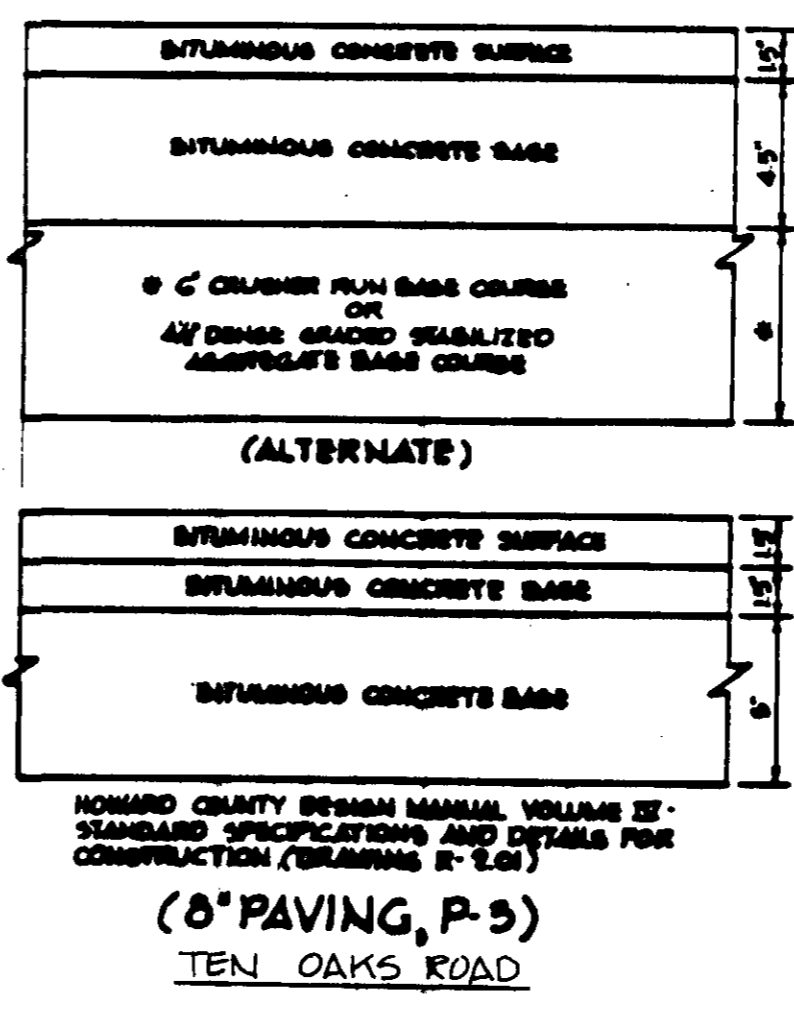 BITUMINOUS CONCRETE SURFACE
1.5"
BITUMINOUS CONCRETE BASE
4.5"
* 6" CRUSHER RUN BASE COURSE
OR
DENSE GRADED STABILIZED
AGGREGATE BASE COURSE
*
(ALTERNATE)
BITUMINOUS CONCRETE SURFACE
1.5"
BITUMINOUS CONCRETE BASE
1.5"
BITUMINOUS CONCRETE BASE
HOWARD COUNTY DESIGN MANUAL VOLUME IV -
STANDARD SPECIFICATIONS AND DETAILS FOR
CONSTRUCTION (DRAWING R-2.01)
(8" PAVING, P-3)
TEN OAKS ROAD